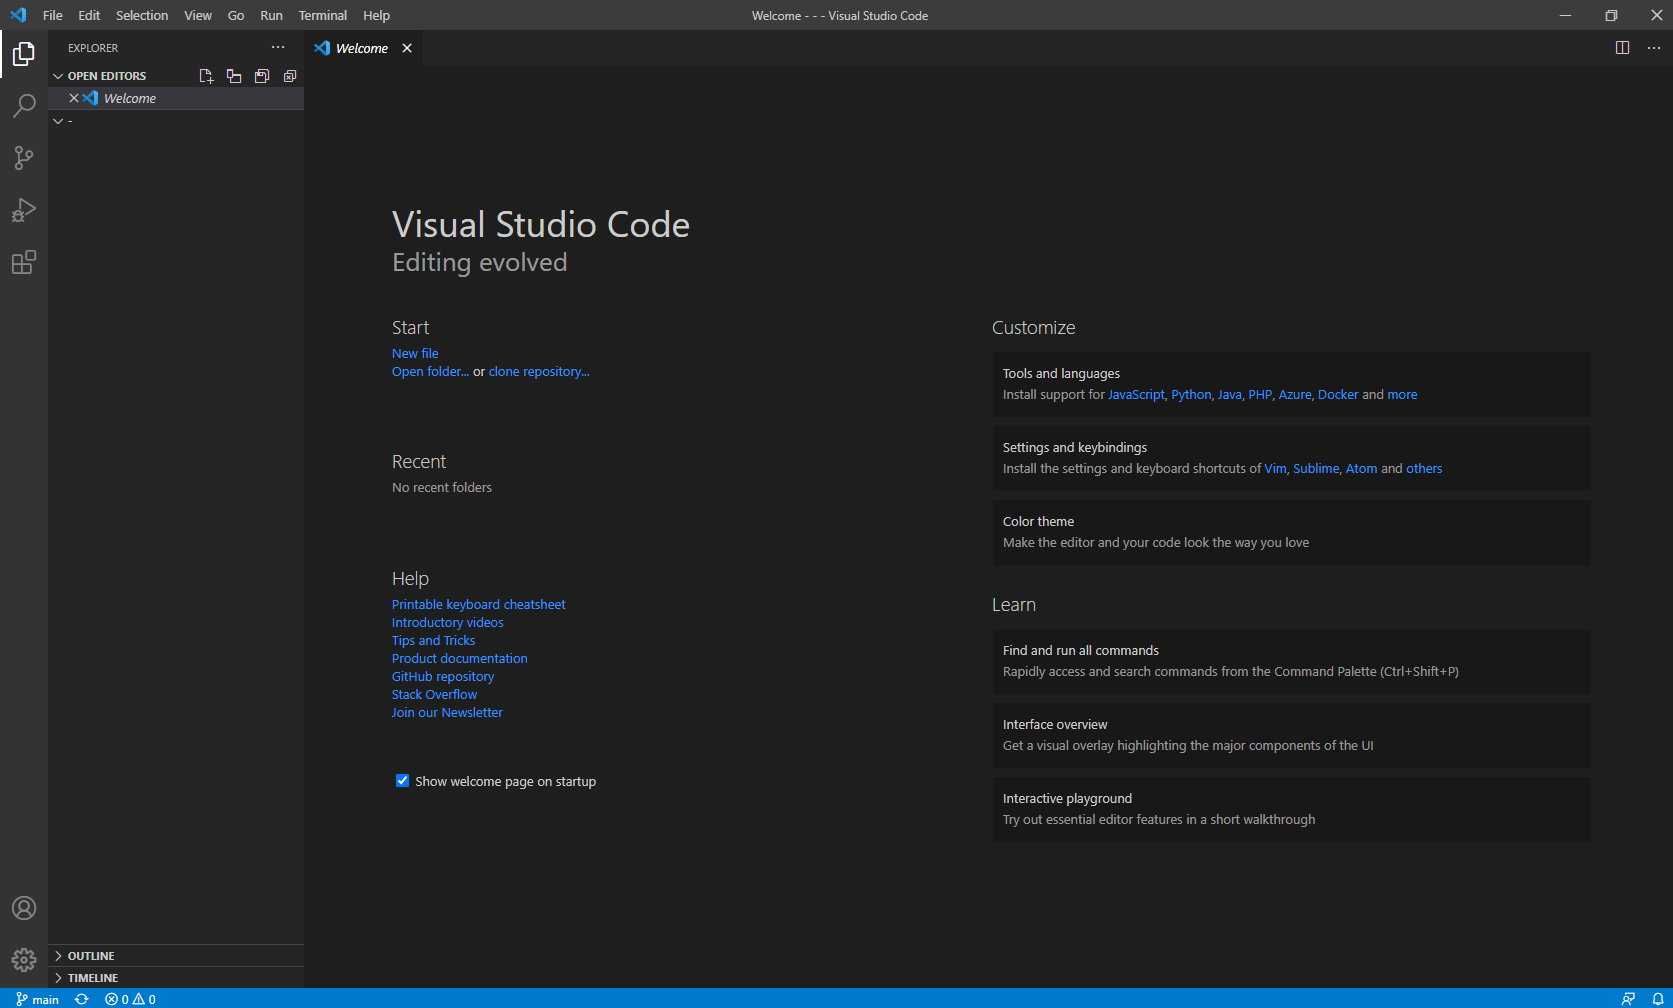 File Edit Selection View Go Run Terminal Help
Welcome - - - Visual Studio Code
EXPLORER
OPEN EDITORS
Welcome
-
OUTLINE
TIMELINE
Welcome
Visual Studio Code
Editing evolved
Start
New file
Open folder... or clone repository...
Recent
No recent folders
Help
Printable keyboard cheatsheet
Introductory videos
Tips and Tricks
Product documentation
GitHub repository
Stack Overflow
Join our Newsletter
Show welcome page on startup
Customize
Tools and languages
Install support for JavaScript, Python, Java, PHP, Azure, Docker and more
Settings and keybindings
Install the settings and keyboard shortcuts of Vim, Sublime, Atom and others
Color theme
Make the editor and your code look the way you love
Learn
Find and run all commands
Rapidly access and search commands from the Command Palette (Ctrl+Shift+P)
Interface overview
Get a visual overlay highlighting the major components of the UI
Interactive playground
Try out essential editor features in a short walkthrough
main 0 0